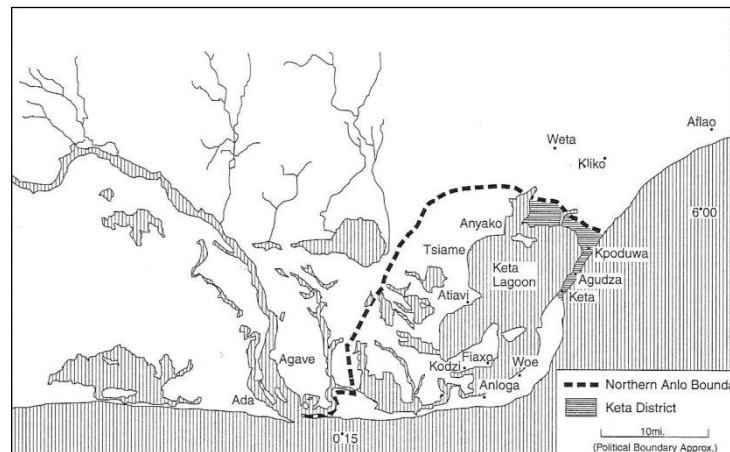 Aflao
Weta
Kliko
6°00
Anyako
Tsiame
Kpoduwa
Keta
Lagoon
Agudza
Atiavi
Keta
Fiaxo
Agave
Kodzi
Woe
Ada
Anloga
Northern Anlo Bounda
Keta District
0°15
10mi.
(Political Boundary Approx.)